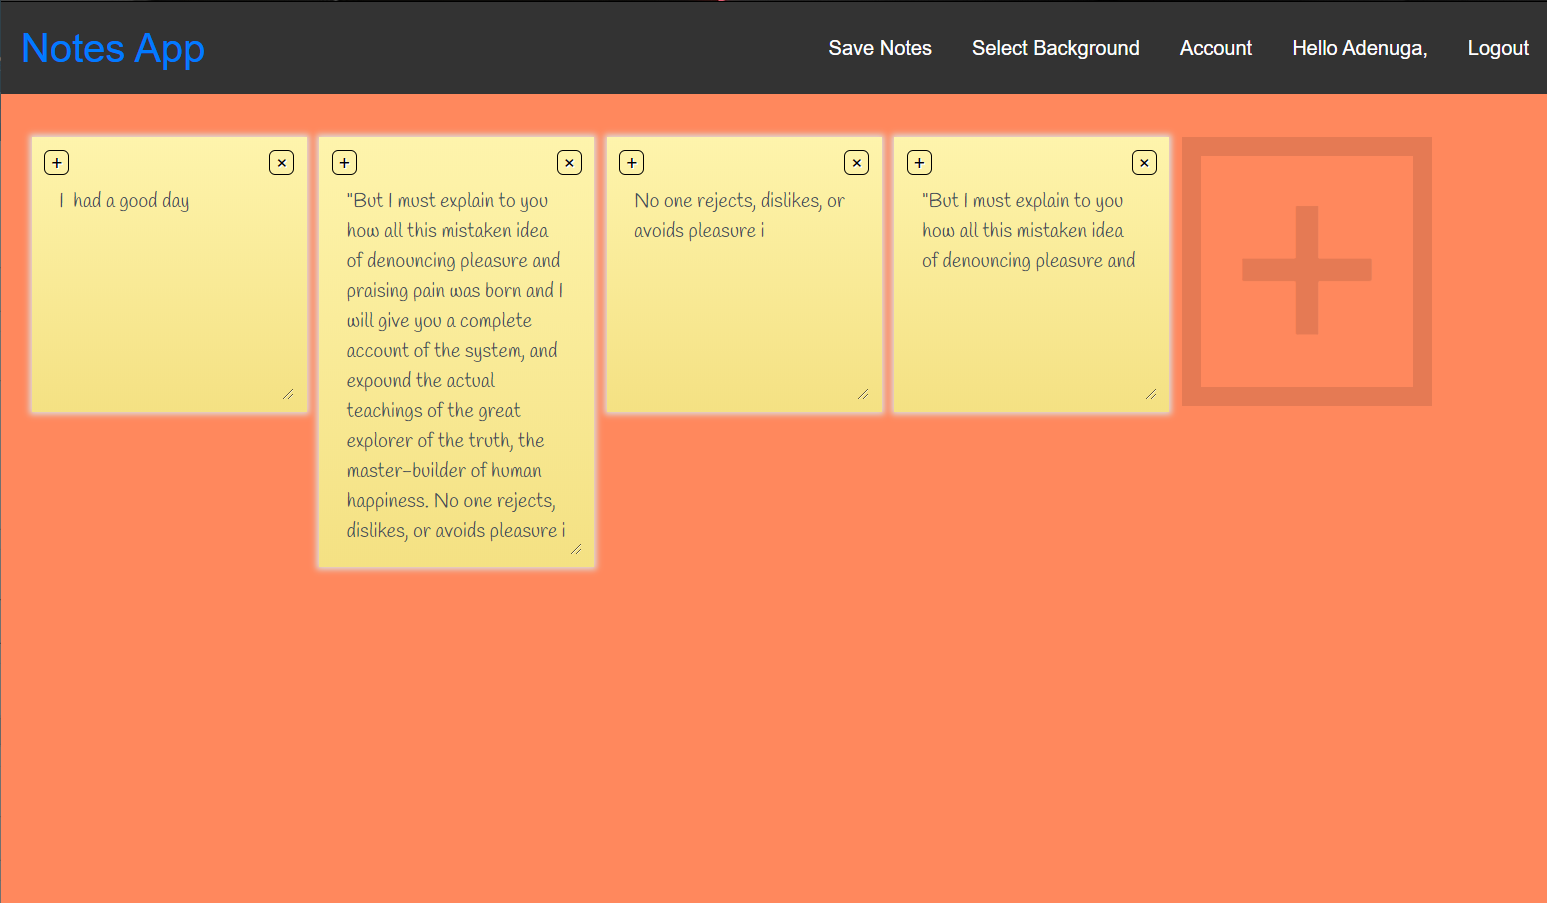 Notes App
Save Notes
Select Background
Account
Hello Adenuga,
Logout
I  had a good day
"But I must explain to you
how all this mistaken idea
of denouncing pleasure and
praising pain was born and I
will give you a complete
account of the system, and
expound the actual
teachings of the great
explorer of the truth, the
master-builder of human
happiness. No one rejects,
dislikes, or avoids pleasure i
No one rejects, dislikes, or
avoids pleasure i
"But I must explain to you
how all this mistaken idea
of denouncing pleasure and